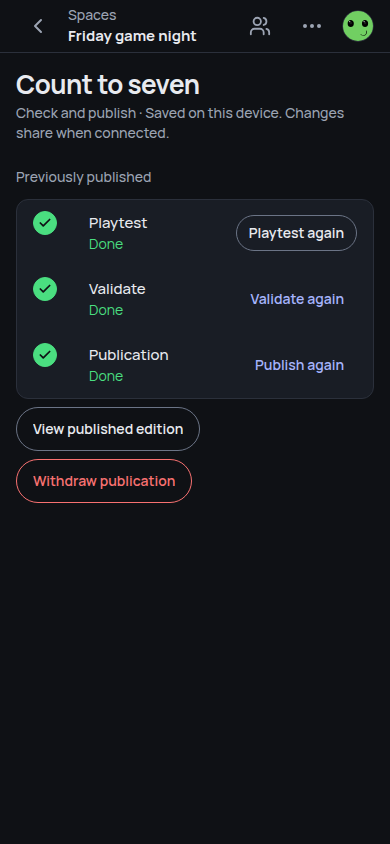 Spaces
Friday game night
Count to seven
Check and publish · Saved on this device. Changes
share when connected.
Previously published
Playtest
Done
Playtest again
Validate
Done
Validate again
Publication
Done
Publish again
View published edition
Withdraw publication